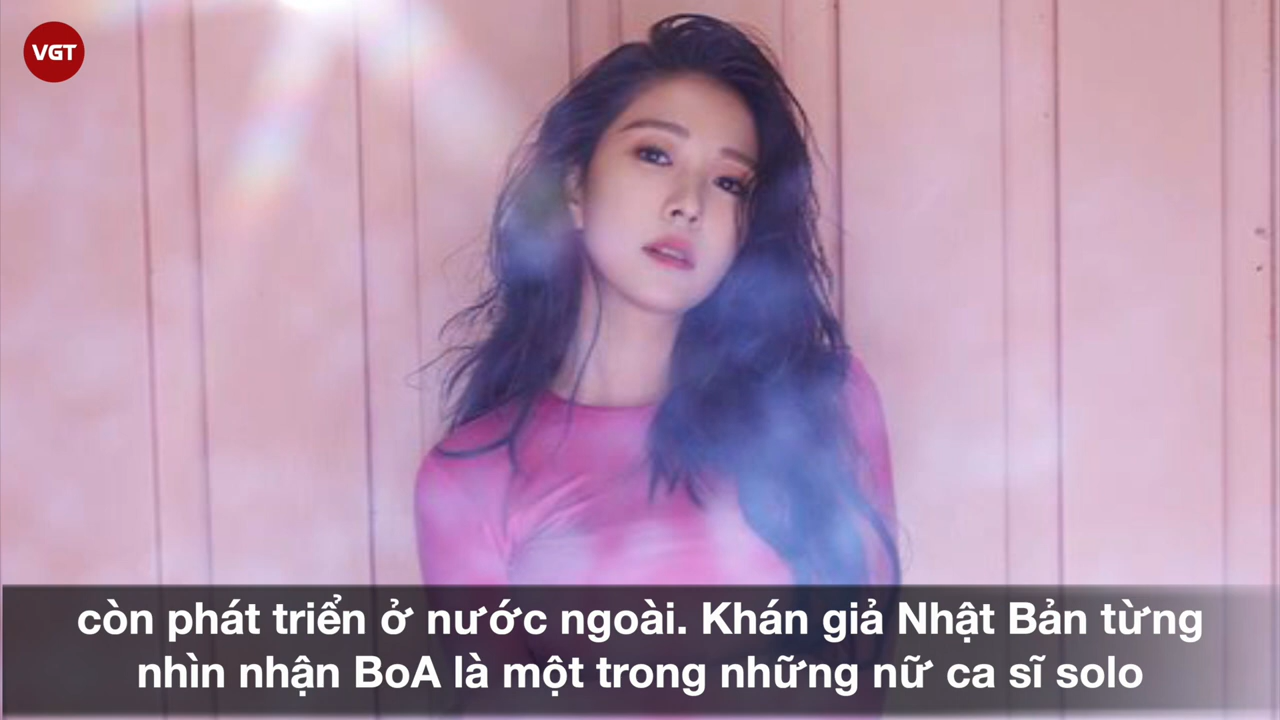 VGT
còn phát triển ở nước ngoài. Khán giả Nhật Bản từng
nhìn nhận BoA là một trong những nữ ca sĩ solo